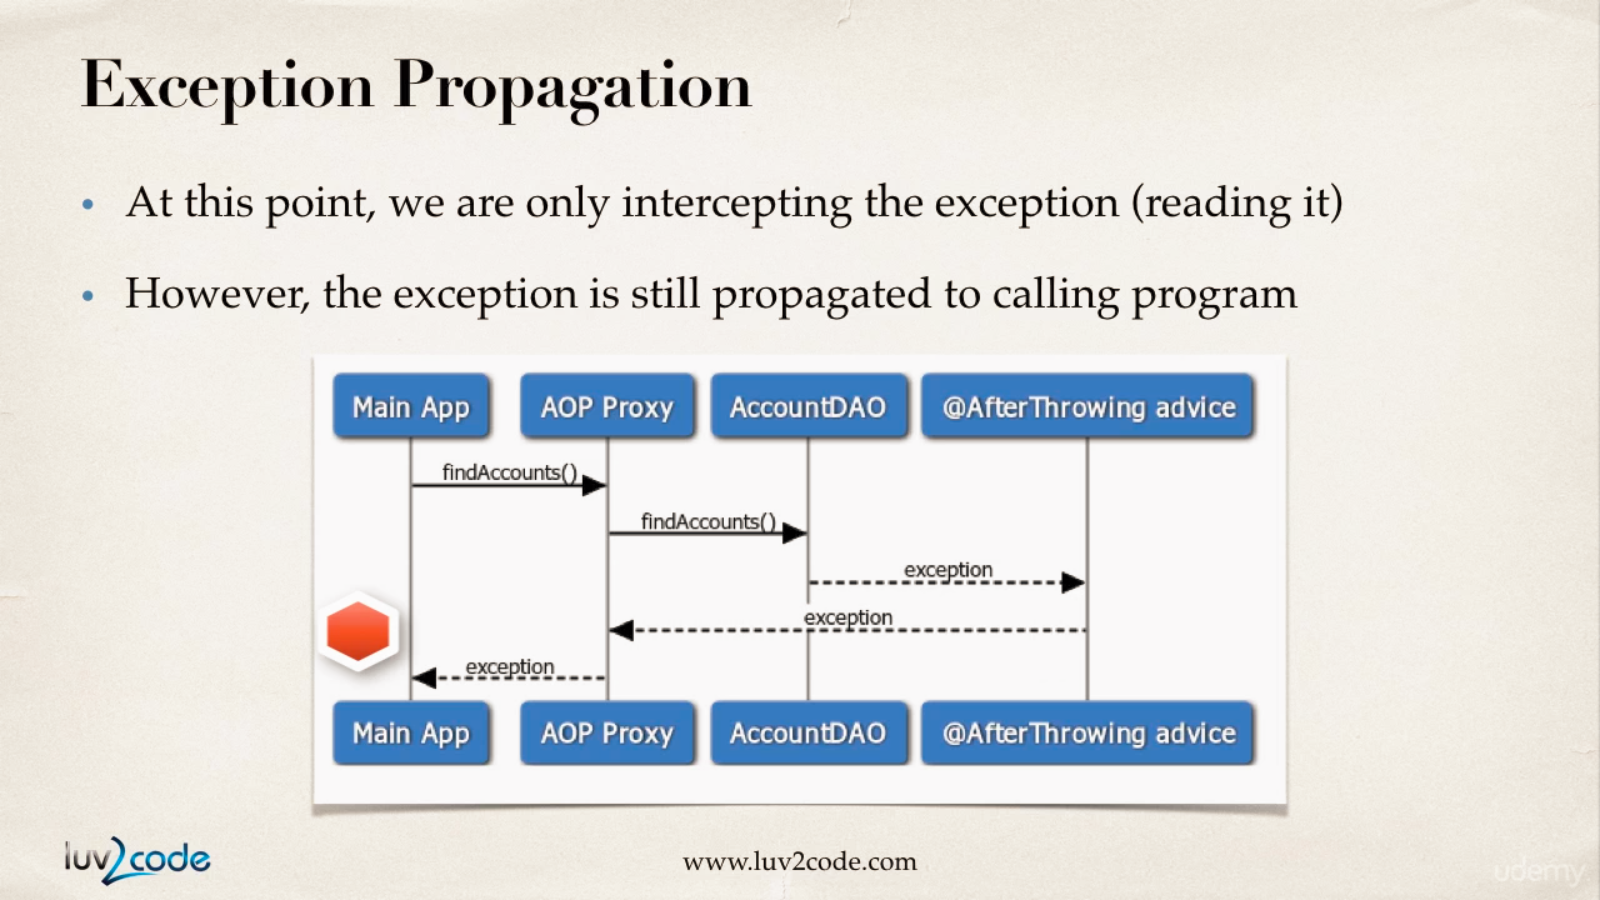 Exception Propagation
• At this point, we are only intercepting the exception (reading it)
• However, the exception is still propagated to calling program
Main App AOP Proxy AccountDAO @AfterThrowing advice
findAccounts()
findAccounts()
exception
exception
exception
Main App AOP Proxy AccountDAO @AfterThrowing advice
luv2code www.luv2code.com udemy